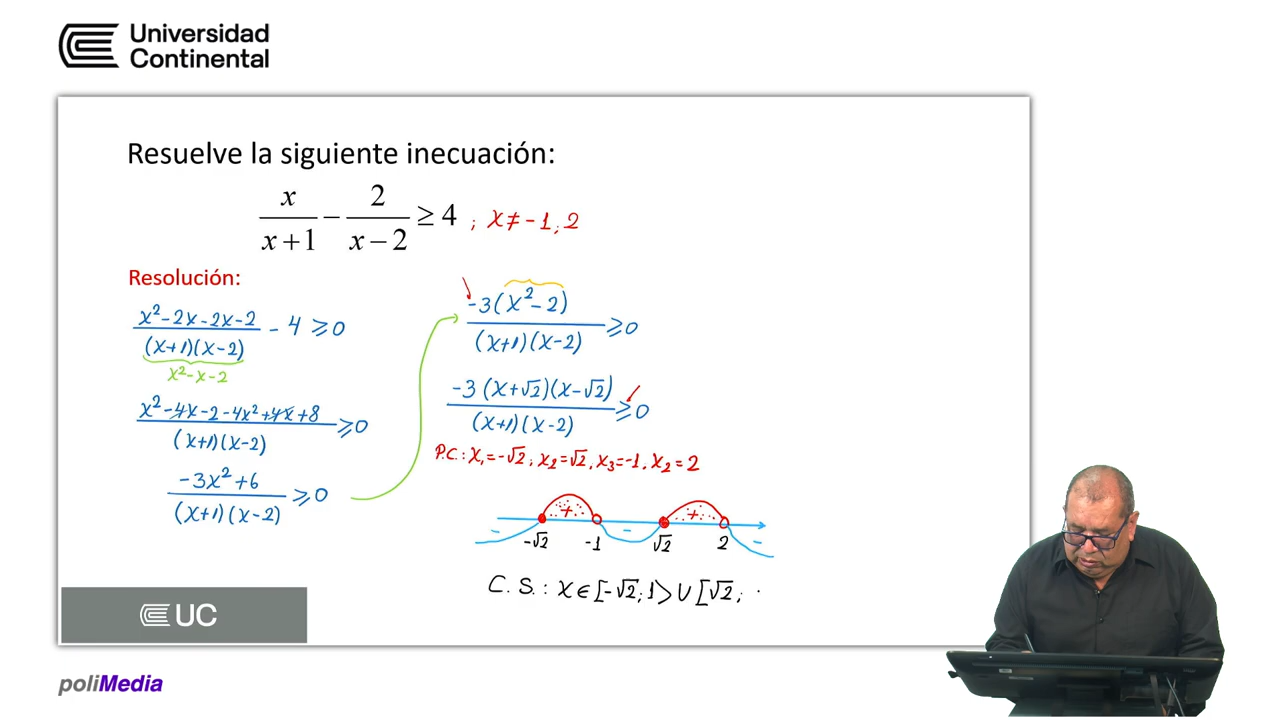 Universidad
Continental
Resuelve la siguiente inecuación:
x/(x+1) − 2/(x−2) ≥ 4 ; x ≠ -1, 2
Resolución:
(x²-2x-2x-2)/((x+1)(x-2)) - 4 ≥ 0
x²-x-2
(x²-4x-2-4x²+4x+8)/((x+1)(x-2)) ≥ 0
(-3x²+6)/((x+1)(x-2)) ≥ 0
-3(x²-2)/((x+1)(x-2)) ≥ 0
-3(x+√2)(x-√2)/((x+1)(x-2)) ≥ 0
P.C.: x₁=-√2; x₂=√2, x₃=-1, x₂=2
- + - + -
-√2 -1 √2 2
C. S. : x ∈ [-√2; 1> U [√2;
UC
poliMedia